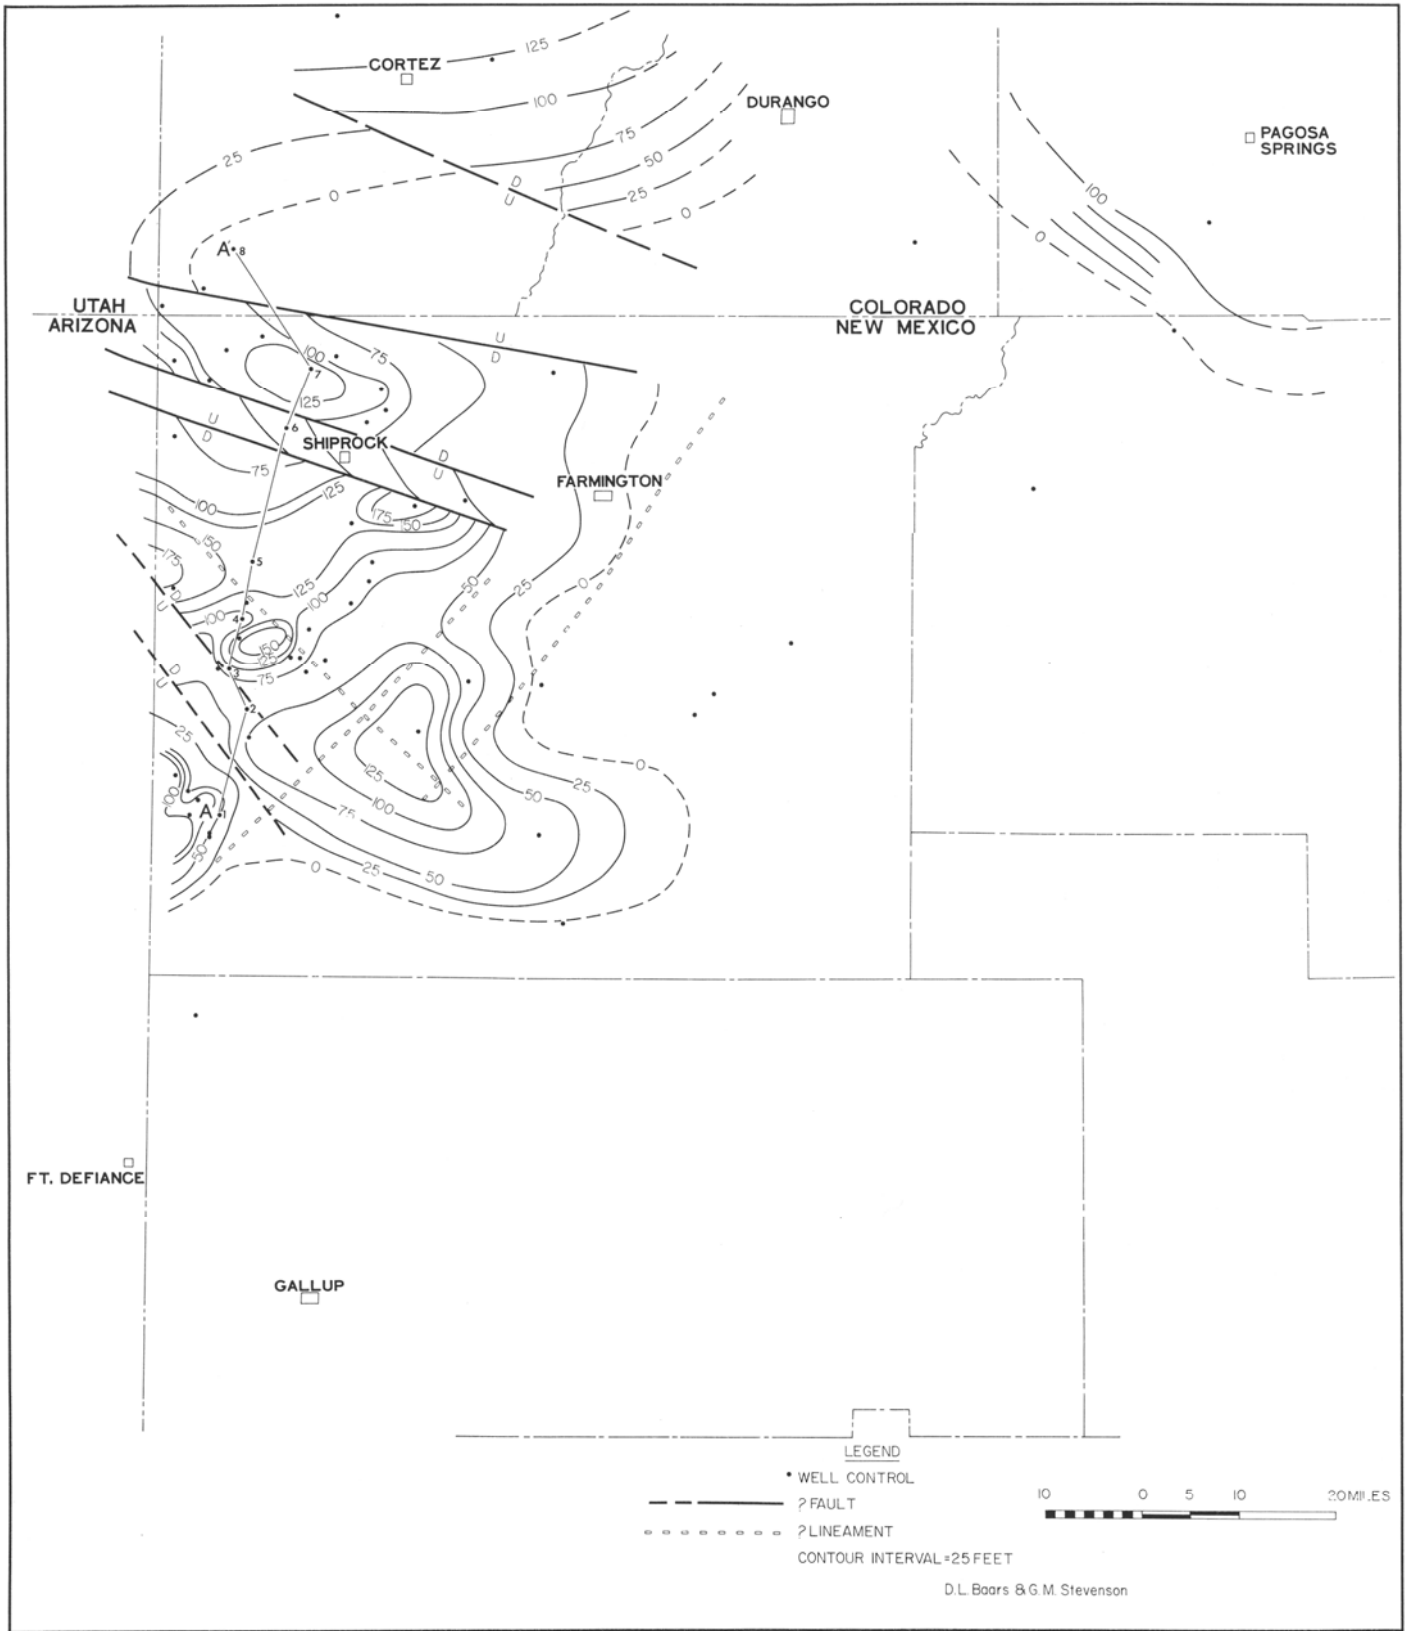 125
CORTEZ
100
DURANGO
75
PAGOSA
SPRINGS
25
50
D
U
25
0
100
0
0
A' 8
UTAH
ARIZONA
COLORADO
NEW MEXICO
U
D
75
100
7
125
U
D
6
SHIPROCK
D
U
75
FARMINGTON
125
100
175
150
150
175
5
D
U
125
100
50
25
0
100
4
150
125
3
75
D
U
2
25
0
125
25
100
50
100
75
A 1
50
0
25
50
FT. DEFIANCE
GALLUP
LEGEND
• WELL CONTROL
? FAULT
? LINEAMENT
CONTOUR INTERVAL=25 FEET
10 0 5 10 20 MILES
D.L. Baars & G.M. Stevenson